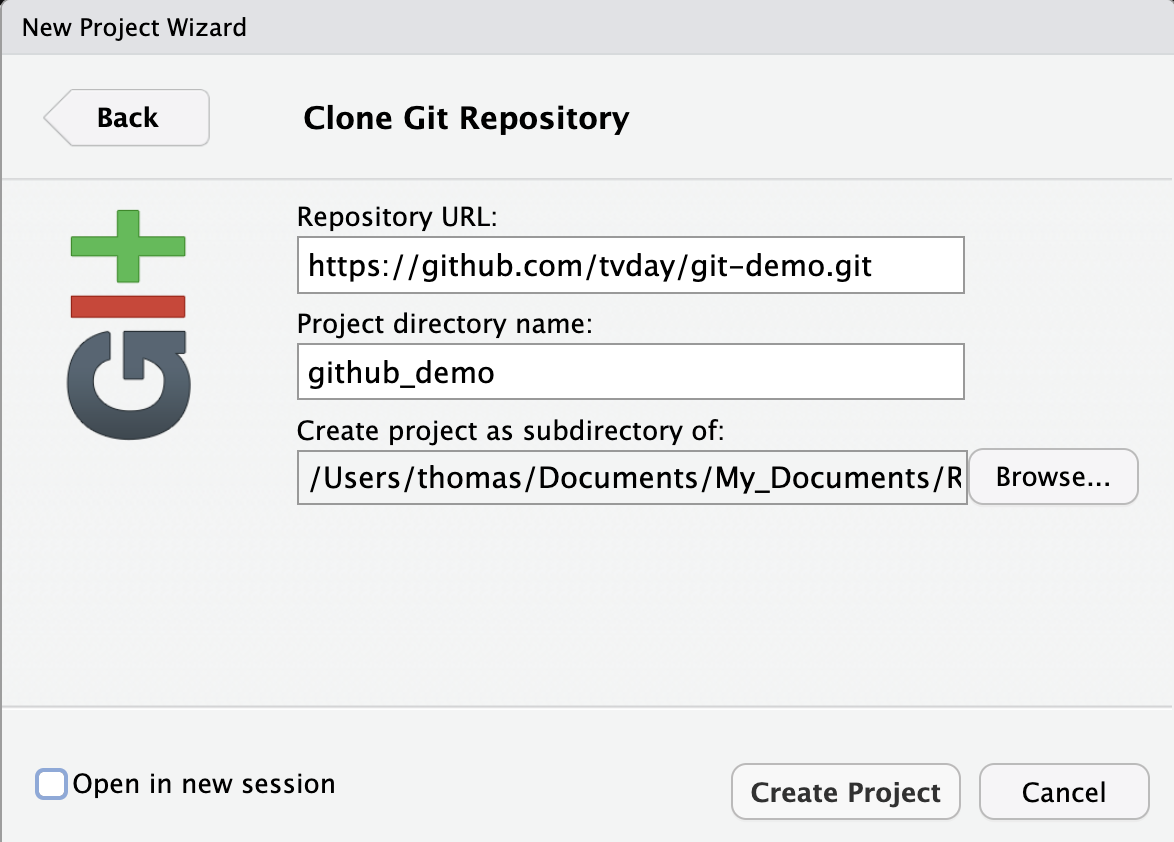 New Project Wizard
Back
Clone Git Repository
GIT
Repository URL:
https://github.com/tvday/git-demo.git
Project directory name:
github_demo
Create project as subdirectory of:
/Users/thomas/Documents/My_Documents/R
Browse...
Open in new session
Create Project
Cancel